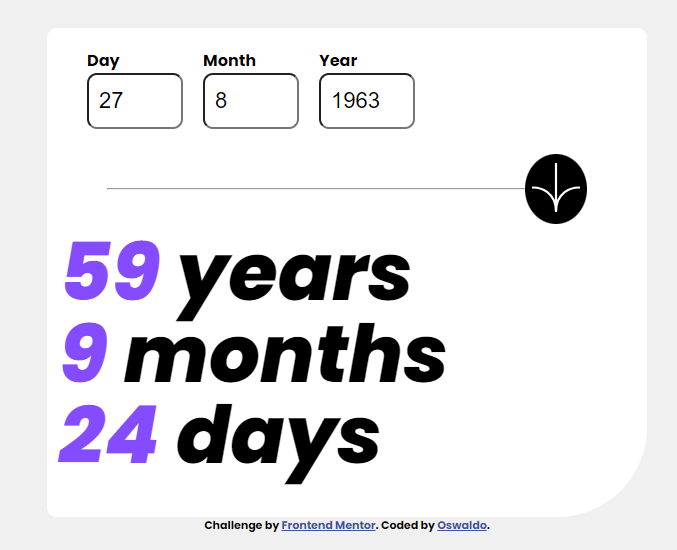 Day Month Year
27 8 1963
59 years
9 months
24 days
Challenge by Frontend Mentor. Coded by Oswaldo.